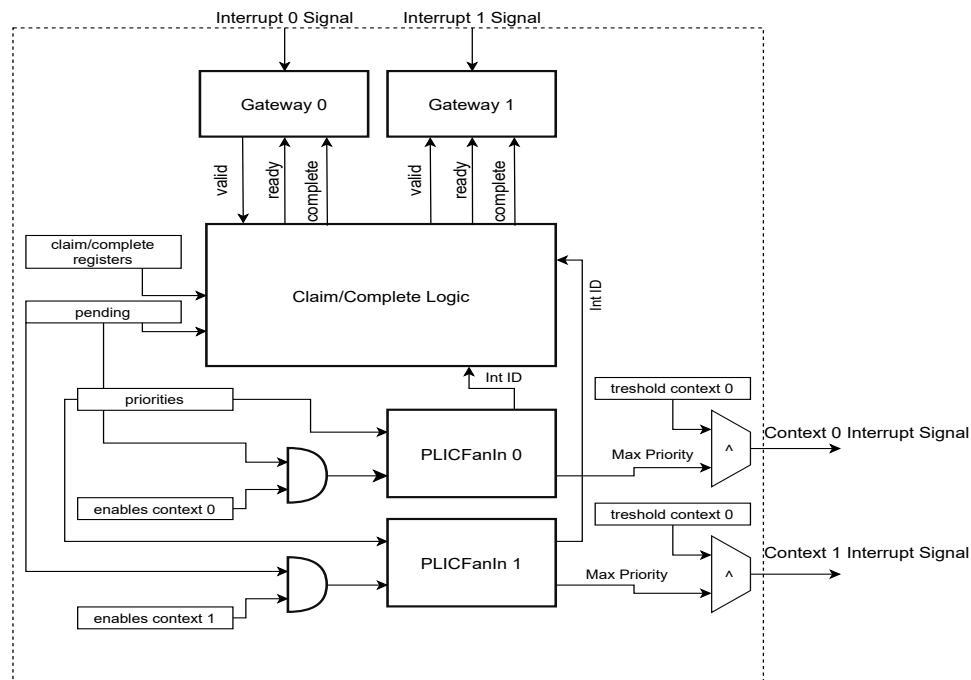 Interrupt 0 Signal
Interrupt 1 Signal
Gateway 0
Gateway 1
valid
ready
complete
valid
ready
complete
claim/complete
registers
Claim/Complete Logic
Int ID
pending
Int ID
priorities
treshold context 0
PLICFanIn 0
^
Context 0 Interrupt Signal
Max Priority
enables context 0
treshold context 0
PLICFanIn 1
^
Context 1 Interrupt Signal
Max Priority
enables context 1